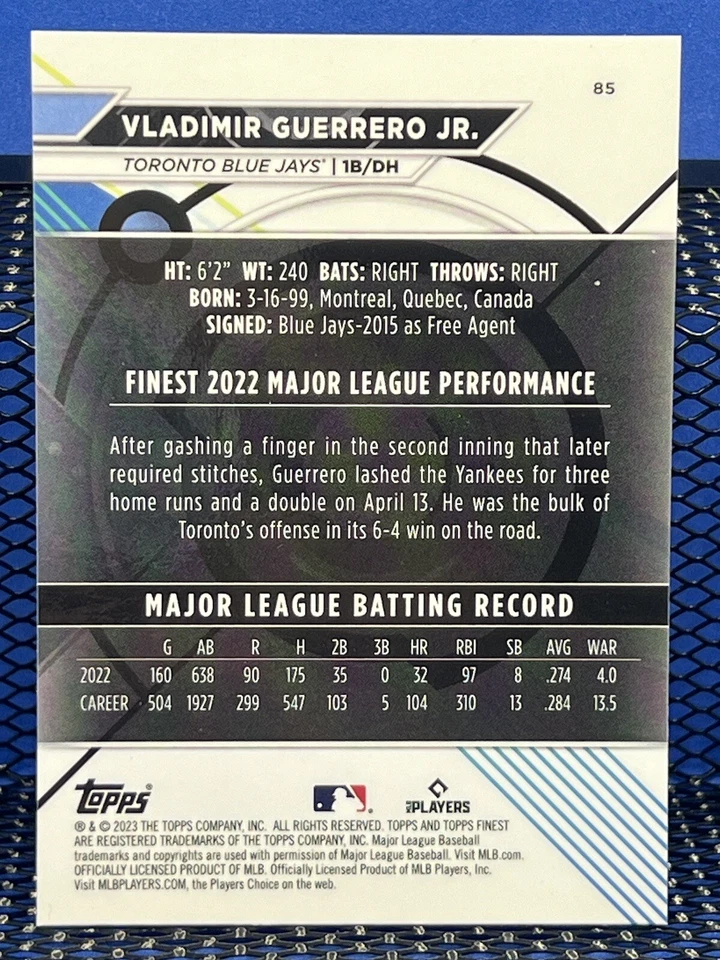 85
VLADIMIR GUERRERO JR.
TORONTO BLUE JAYS® | 1B/DH
HT: 6'2" WT: 240 BATS: RIGHT THROWS: RIGHT
BORN: 3-16-99, Montreal, Quebec, Canada
SIGNED: Blue Jays-2015 as Free Agent
FINEST 2022 MAJOR LEAGUE PERFORMANCE
After gashing a finger in the second inning that later
required stitches, Guerrero lashed the Yankees for three
home runs and a double on April 13. He was the bulk of
Toronto's offense in its 6-4 win on the road.
MAJOR LEAGUE BATTING RECORD
G AB R H 2B 3B HR RBI SB AVG WAR
2022 160 638 90 175 35 0 32 97 8 .274 4.0
CAREER 504 1927 299 547 103 5 104 310 13 .284 13.5
Topps® MLB PLAYERS
® & © 2023 THE TOPPS COMPANY, INC. ALL RIGHTS RESERVED. TOPPS AND TOPPS FINEST
ARE REGISTERED TRADEMARKS OF THE TOPPS COMPANY, INC. Major League Baseball
trademarks and copyrights are used with permission of Major League Baseball. Visit MLB.com.
OFFICIALLY LICENSED PRODUCT OF MLB. Officially Licensed Product of MLB Players, Inc.
Visit MLBPLAYERS.COM, the Players Choice on the web.